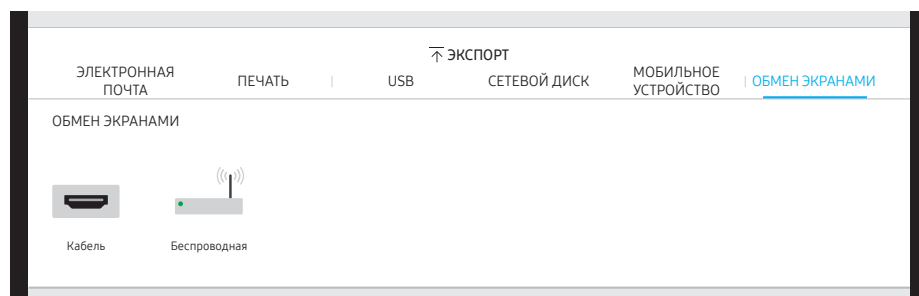 ЭКСПОРТ
ЭЛЕКТРОННАЯ
ПОЧТА
ПЕЧАТЬ
USB
СЕТЕВОЙ ДИСК
МОБИЛЬНОЕ
УСТРОЙСТВО
ОБМЕН ЭКРАНАМИ
ОБМЕН ЭКРАНАМИ
Кабель
Беспроводная